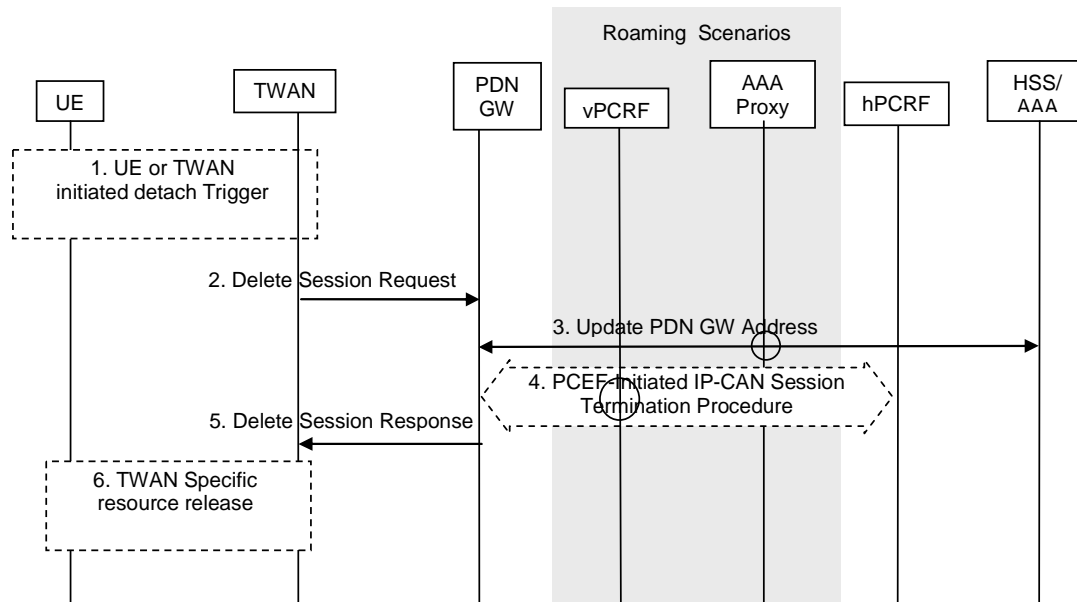 Roaming Scenarios
UE
TWAN
PDN
GW
vPCRF
AAA
Proxy
hPCRF
HSS/
AAA
1. UE or TWAN
initiated detach Trigger
2. Delete Session Request
3. Update PDN GW Address
4. PCEF-Initiated IP-CAN Session
Termination Procedure
5. Delete Session Response
6. TWAN Specific
resource release